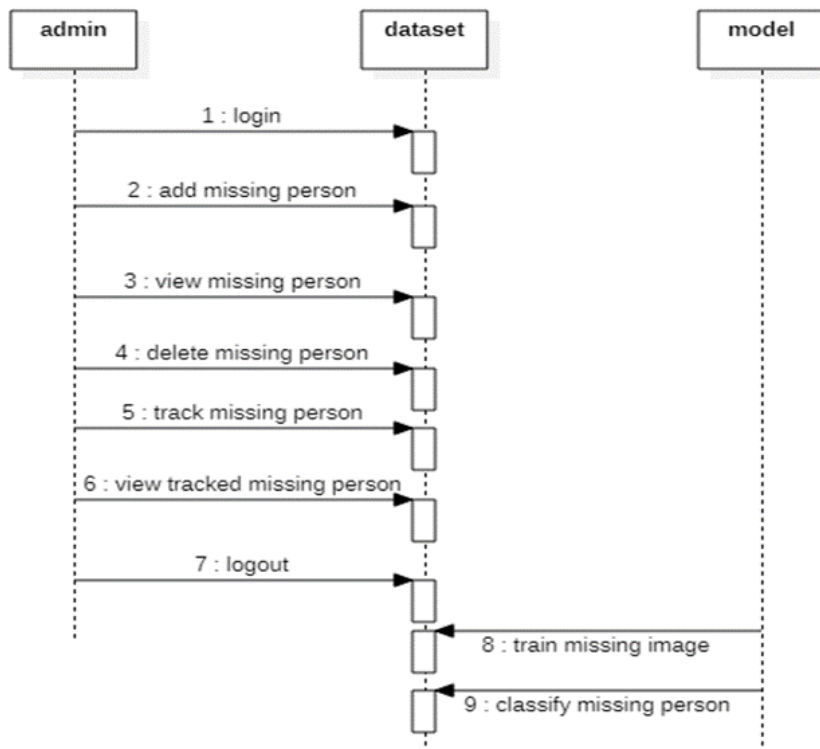 admin
dataset
model
1 : login
2 : add missing person
3 : view missing person
4 : delete missing person
5 : track missing person
6 : view tracked missing person
7 : logout
8 : train missing image
9 : classify missing person